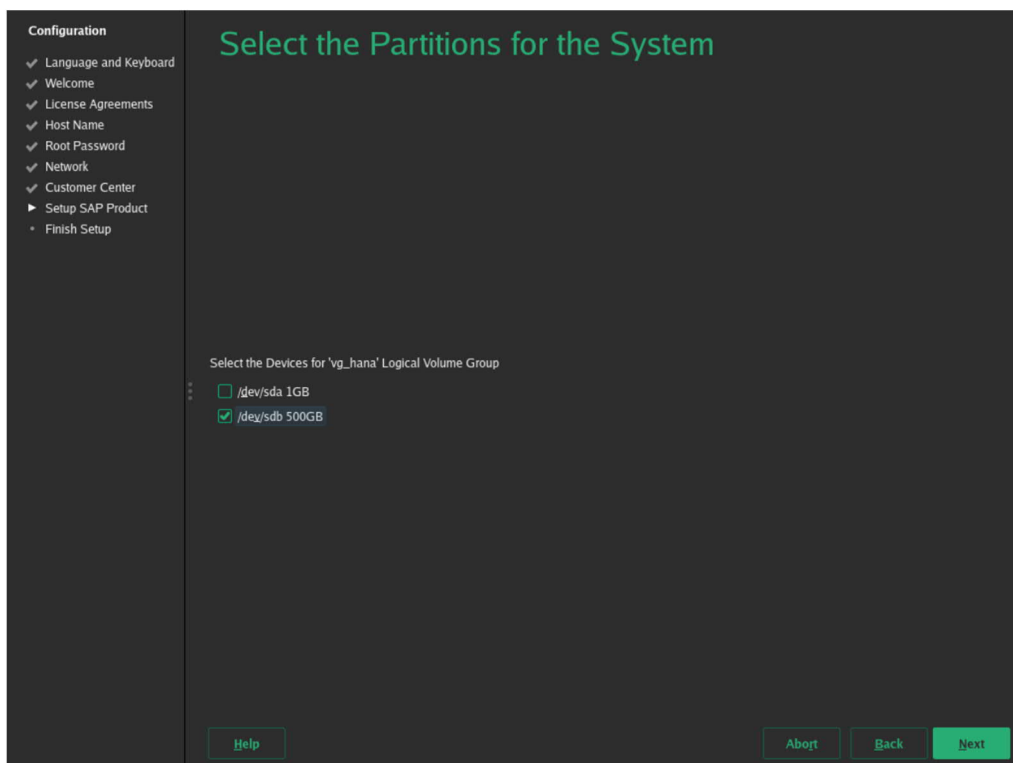 Configuration
Language and Keyboard
Welcome
License Agreements
Host Name
Root Password
Network
Customer Center
Setup SAP Product
Finish Setup
Select the Partitions for the System
Select the Devices for 'vg_hana' Logical Volume Group
/dev/sda 1GB
/dev/sdb 500GB
Help
Abort
Back
Next